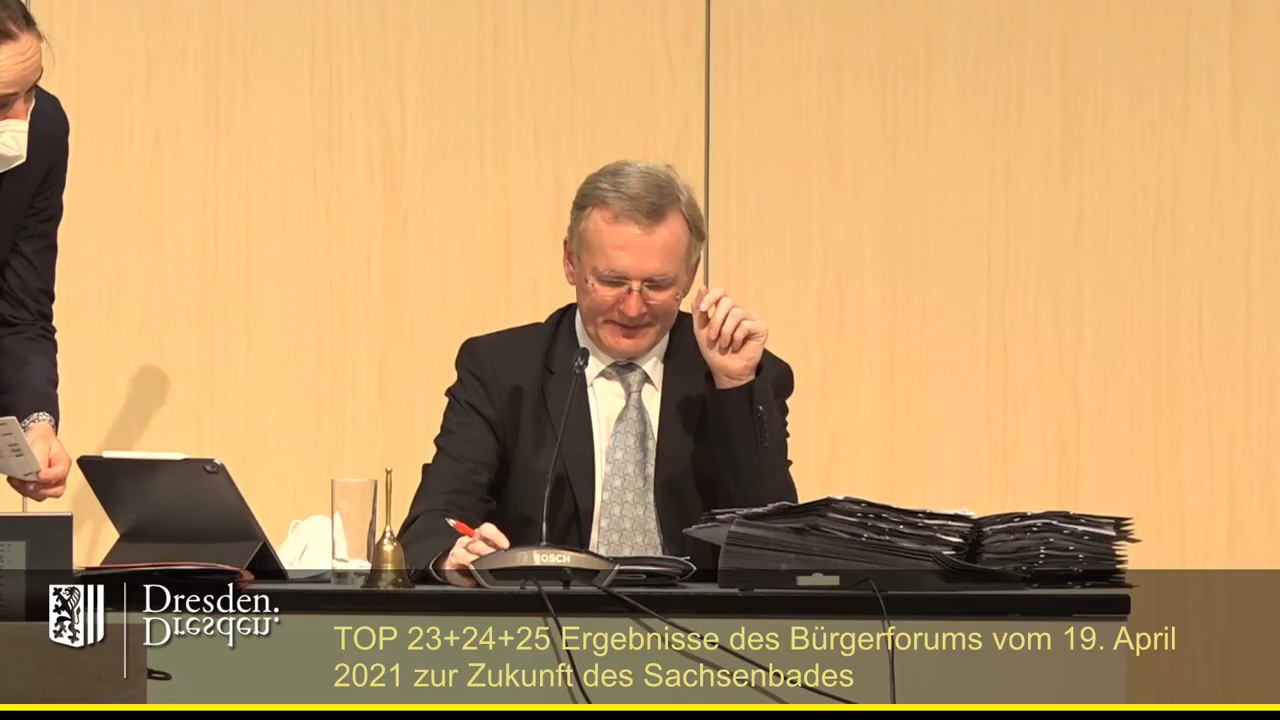 BOSCH
Dresden.
Dresden.
TOP 23+24+25 Ergebnisse des Bürgerforums vom 19. April
2021 zur Zukunft des Sachsenbades